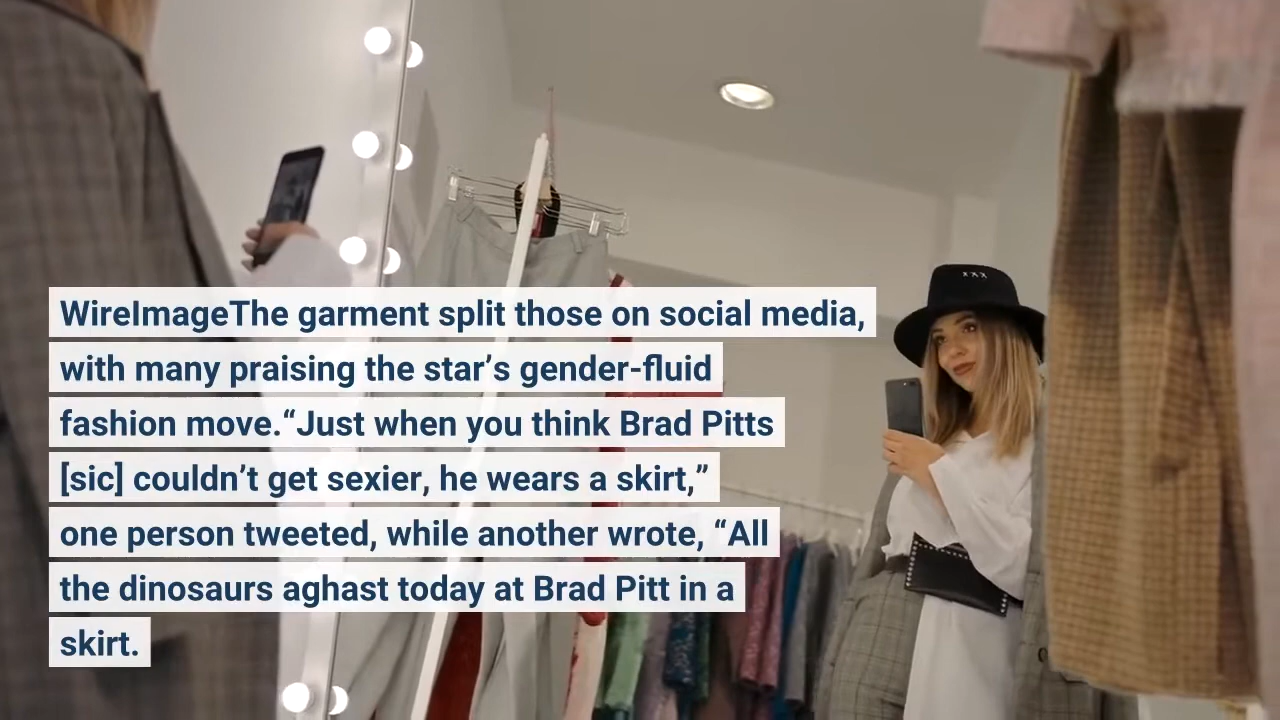 WireImageThe garment split those on social media,
with many praising the star’s gender-fluid
fashion move.“Just when you think Brad Pitts
[sic] couldn’t get sexier, he wears a skirt,”
one person tweeted, while another wrote, “All
the dinosaurs aghast today at Brad Pitt in a
skirt.
xxx